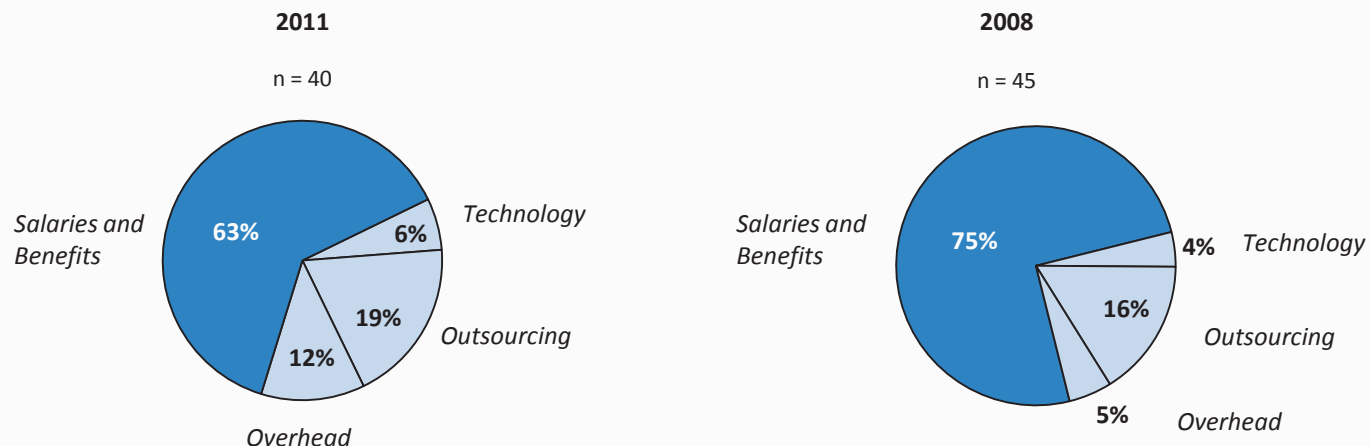 2011
n = 40
Salaries and
Benefits
63%
6%
Technology
19%
Outsourcing
12%
Overhead
2008
n = 45
Salaries and
Benefits
75%
4%
Technology
16%
Outsourcing
5%
Overhead